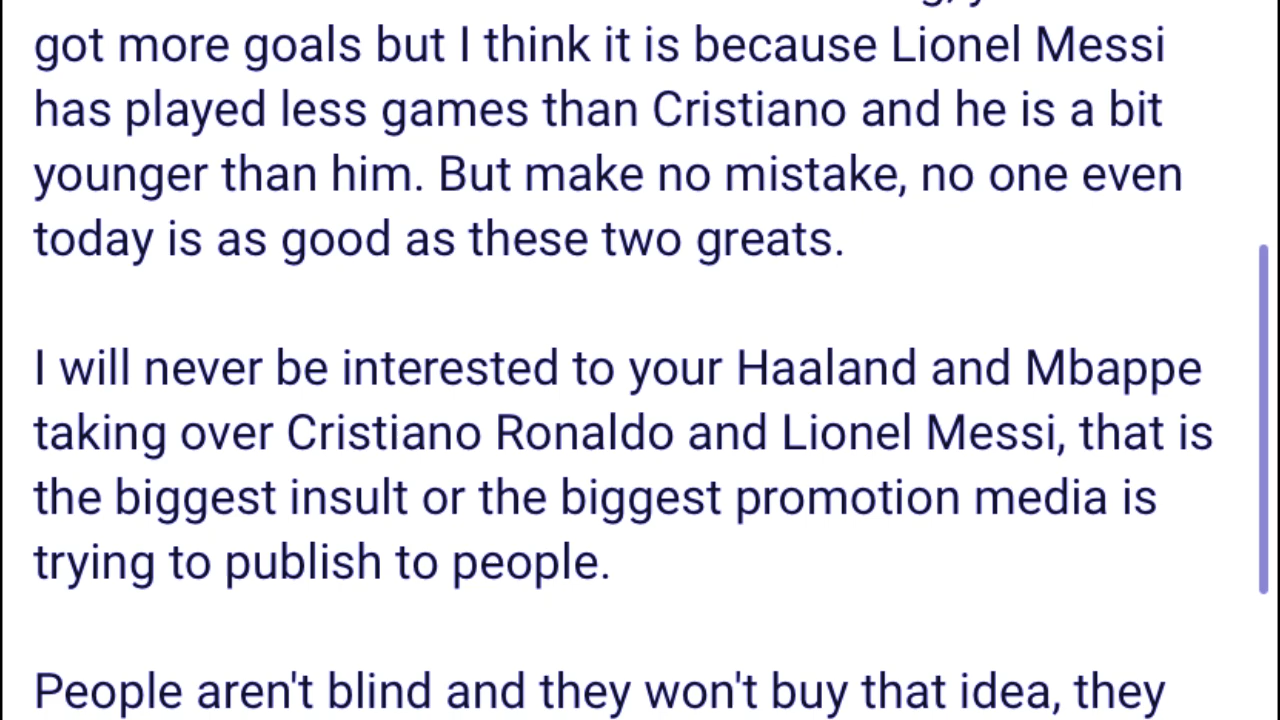 got more goals but I think it is because Lionel Messi
has played less games than Cristiano and he is a bit
younger than him. But make no mistake, no one even
today is as good as these two greats.
I will never be interested to your Haaland and Mbappe
taking over Cristiano Ronaldo and Lionel Messi, that is
the biggest insult or the biggest promotion media is
trying to publish to people.
People aren't blind and they won't buy that idea, they